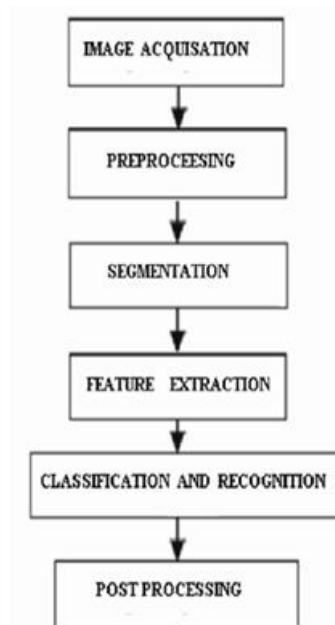 IMAGE ACQUISATION
PREPROCEESING
SEGMENTATION
FEATURE EXTRACTION
CLASSIFICATION AND RECOGNITION
POST PROCESSING